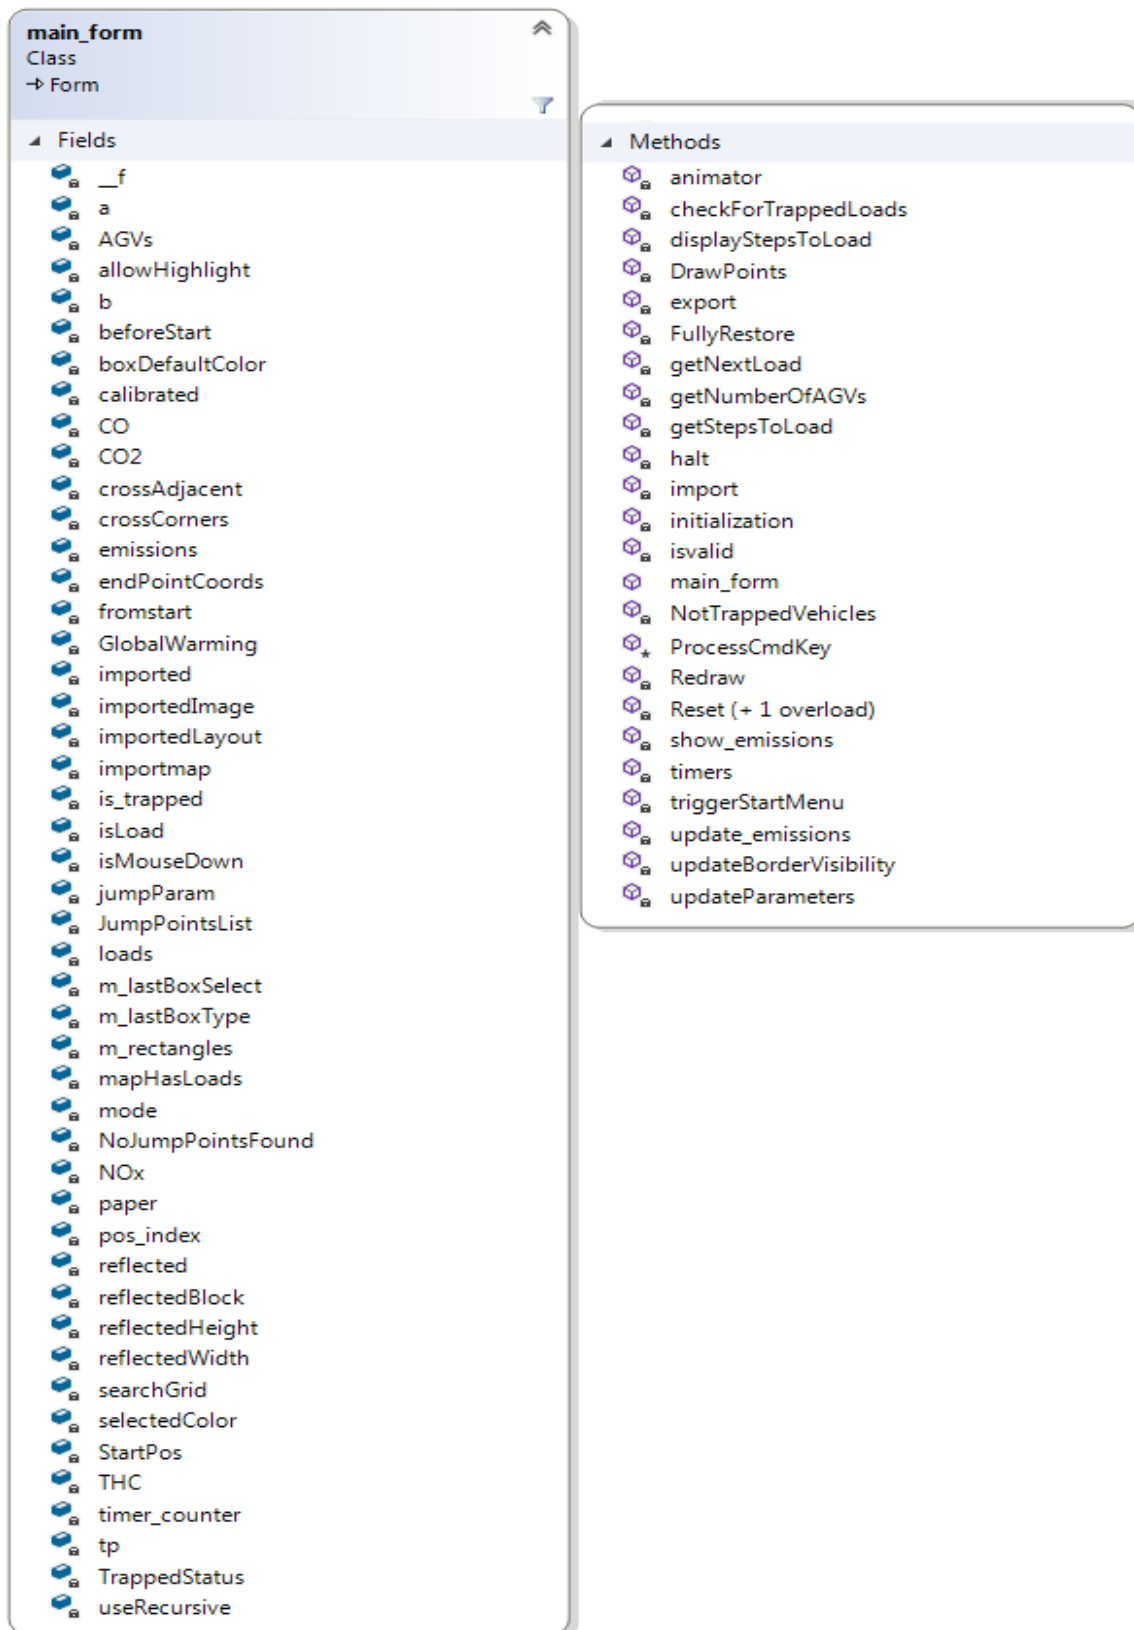 main_form
Class
Form
Fields
__f
a
AGVs
allowHighlight
b
beforeStart
boxDefaultColor
calibrated
CO
CO2
crossAdjacent
crossCorners
emissions
endPointCoords
fromstart
GlobalWarming
imported
importedImage
importedLayout
importmap
is_trapped
isLoad
isMouseDown
jumpParam
JumpPointsList
loads
m_lastBoxSelect
m_lastBoxType
m_rectangles
mapHasLoads
mode
NoJumpPointsFound
NOx
paper
pos_index
reflected
reflectedBlock
reflectedHeight
reflectedWidth
searchGrid
selectedColor
StartPos
THC
timer_counter
tp
TrappedStatus
useRecursive
Methods
animator
checkForTrappedLoads
displayStepsToLoad
DrawPoints
export
FullyRestore
getNextLoad
getNumberOfAGVs
getStepsToLoad
halt
import
initialization
isvalid
main_form
NotTrappedVehicles
ProcessCmdKey
Redraw
Reset (+ 1 overload)
show_emissions
timers
triggerStartMenu
update_emissions
updateBorderVisibility
updateParameters